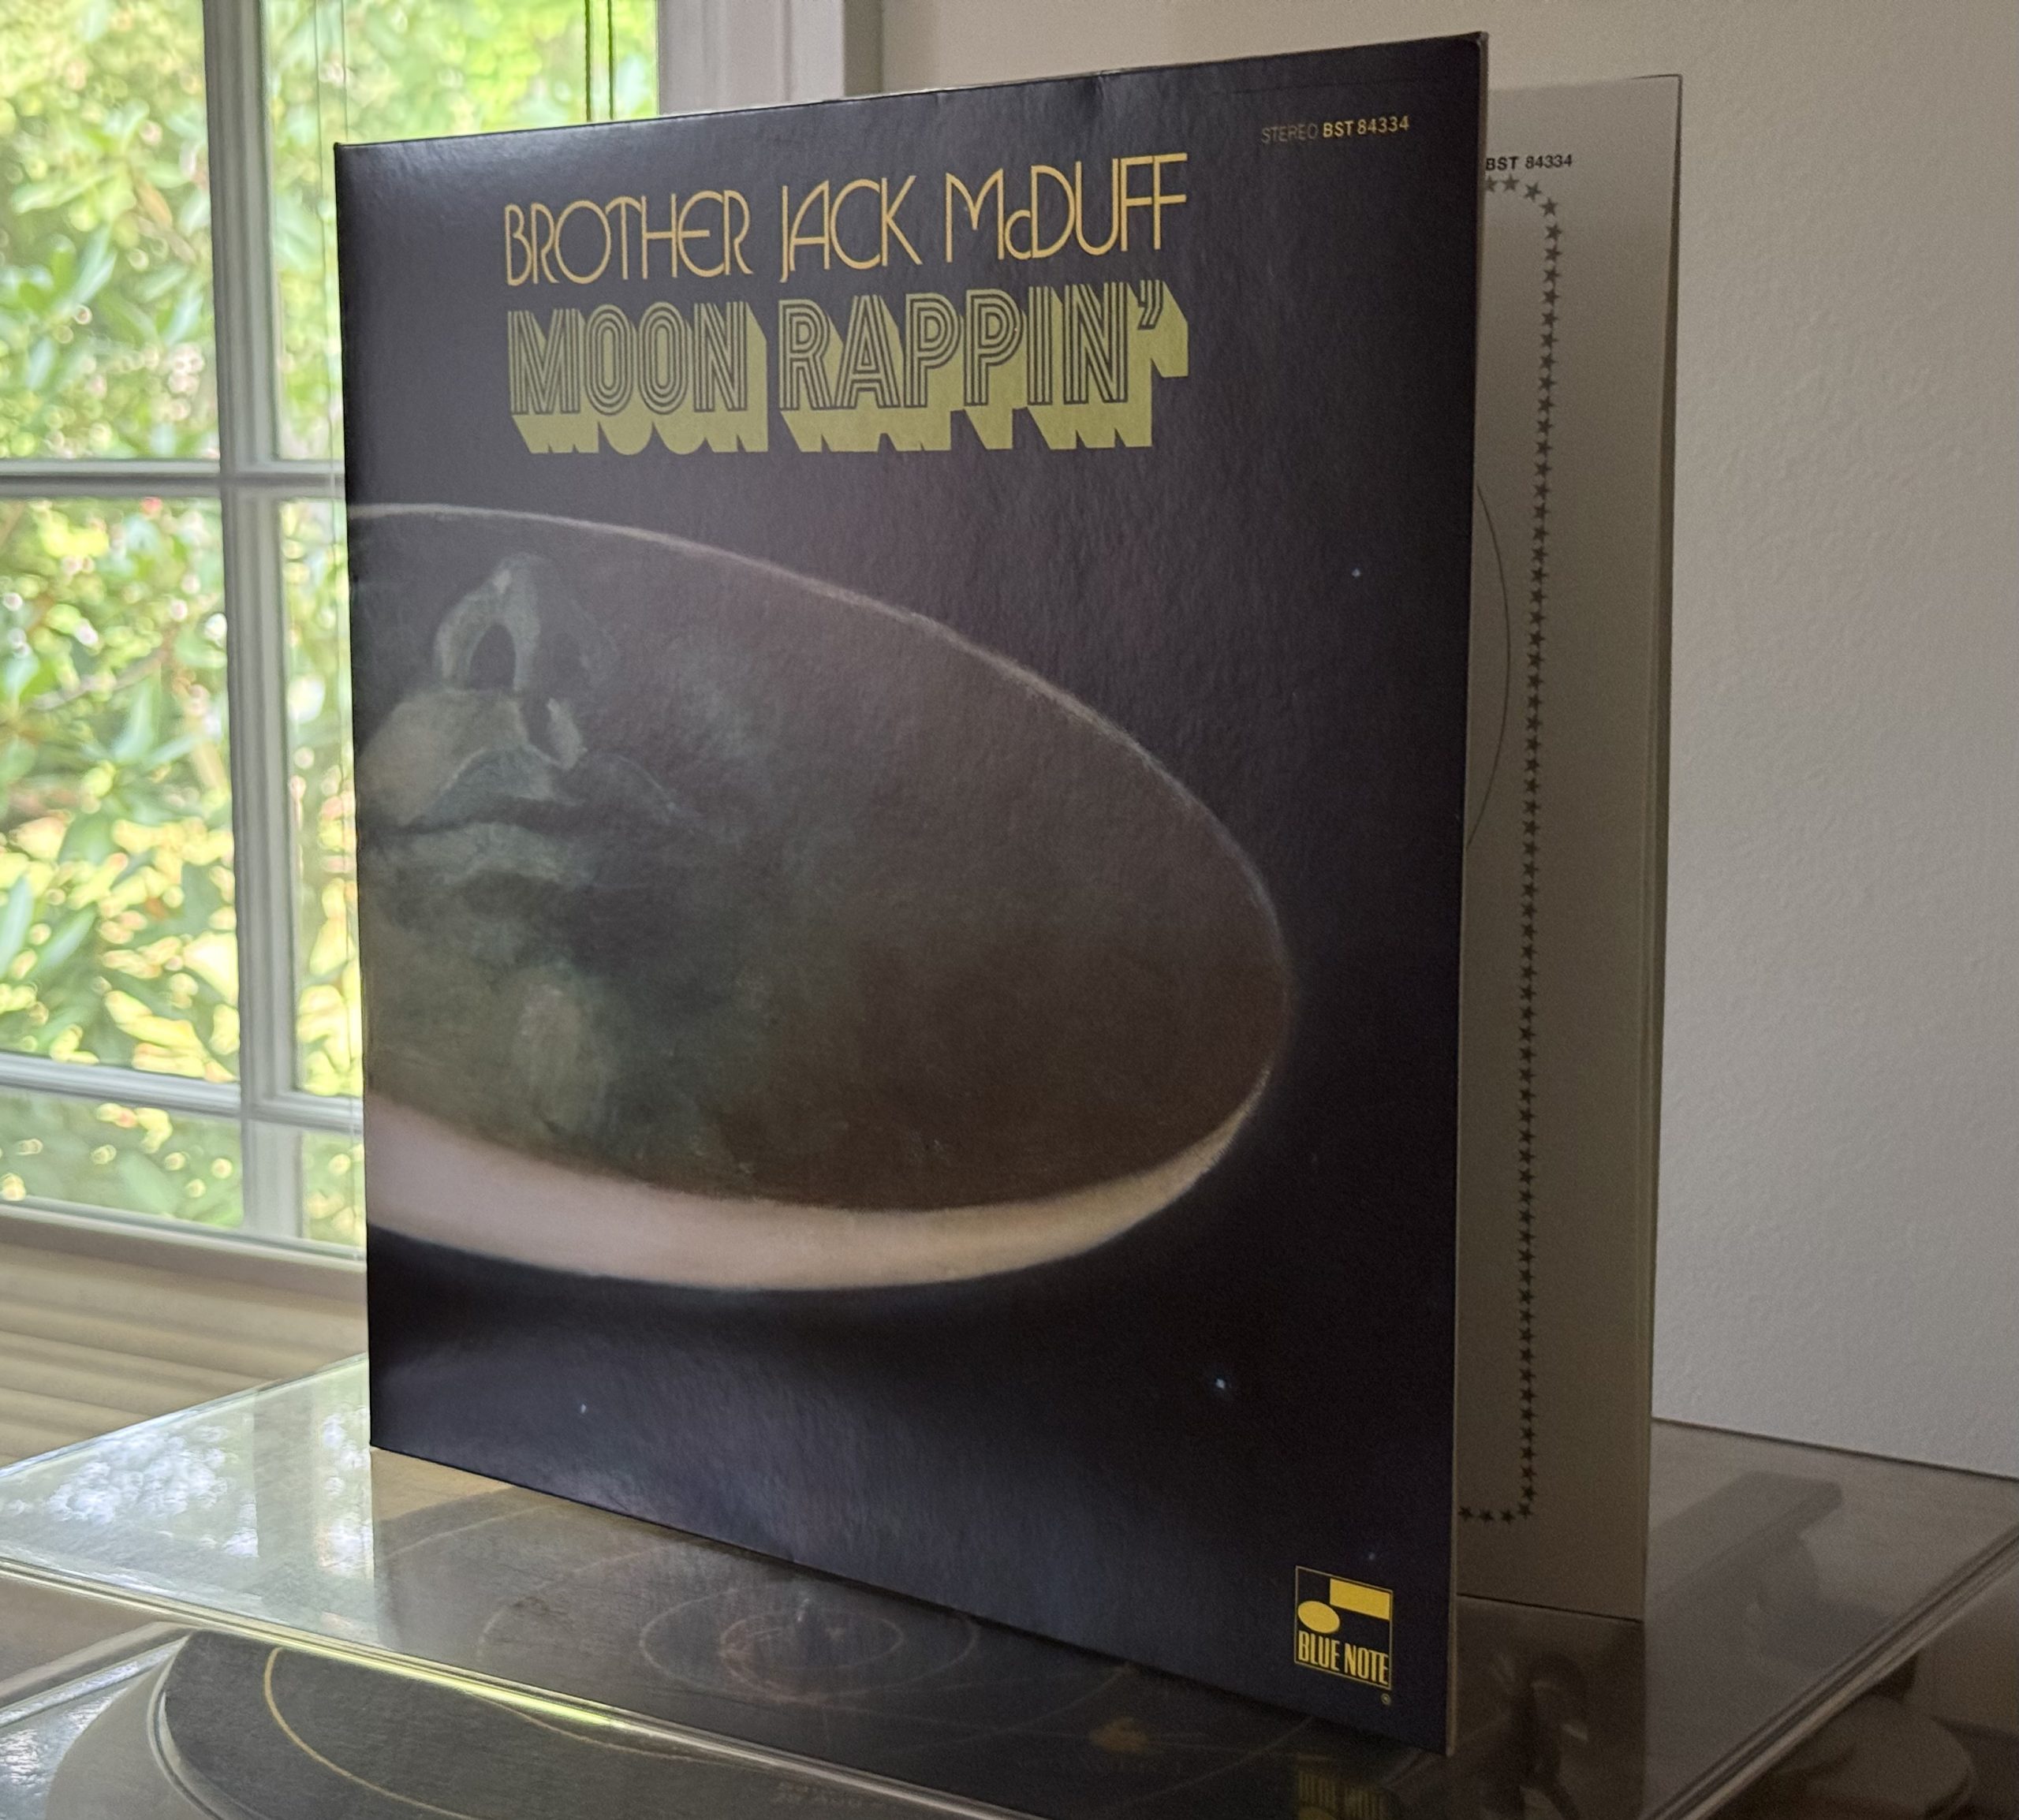 STEREO BST 84334
BROTHER JACK McDUFF
MOON RAPPIN'
BST 84334
BLUE NOTE
®